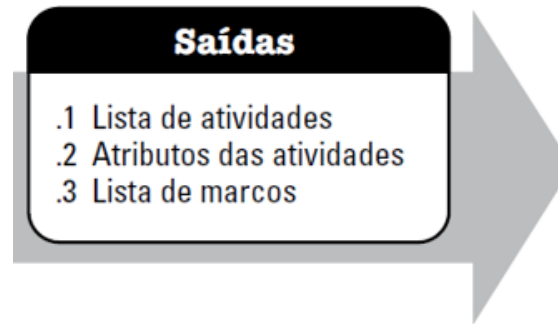 Saídas
.1 Lista de atividades
.2 Atributos das atividades
.3 Lista de marcos